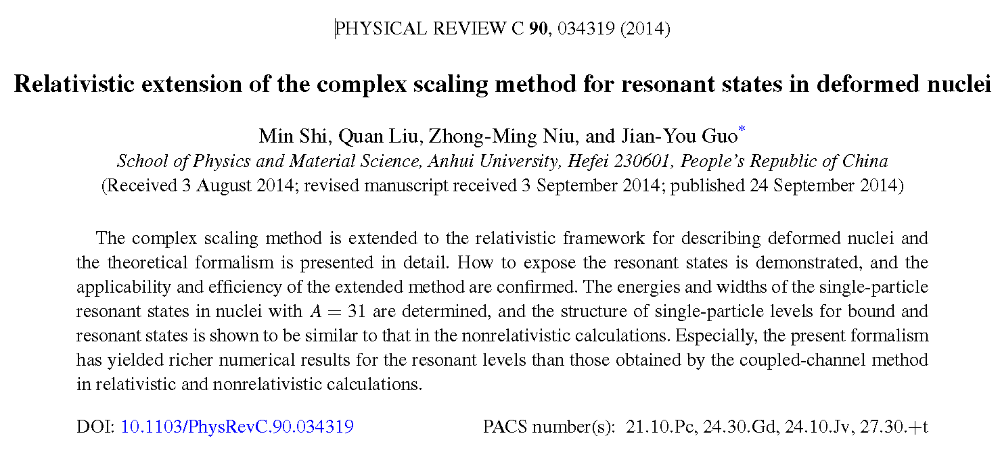 PHYSICAL REVIEW C 90, 034319 (2014)
Relativistic extension of the complex scaling method for resonant states in deformed nuclei
Min Shi, Quan Liu, Zhong-Ming Niu, and Jian-You Guo*
School of Physics and Material Science, Anhui University, Hefei 230601, People's Republic of China
(Received 3 August 2014; revised manuscript received 3 September 2014; published 24 September 2014)
The complex scaling method is extended to the relativistic framework for describing deformed nuclei and
the theoretical formalism is presented in detail. How to expose the resonant states is demonstrated, and the
applicability and efficiency of the extended method are confirmed. The energies and widths of the single-particle
resonant states in nuclei with A = 31 are determined, and the structure of single-particle levels for bound and
resonant states is shown to be similar to that in the nonrelativistic calculations. Especially, the present formalism
has yielded richer numerical results for the resonant levels than those obtained by the coupled-channel method
in relativistic and nonrelativistic calculations.
DOI: 10.1103/PhysRevC.90.034319 PACS number(s): 21.10.Pc, 24.30.Gd, 24.10.Jv, 27.30.+t